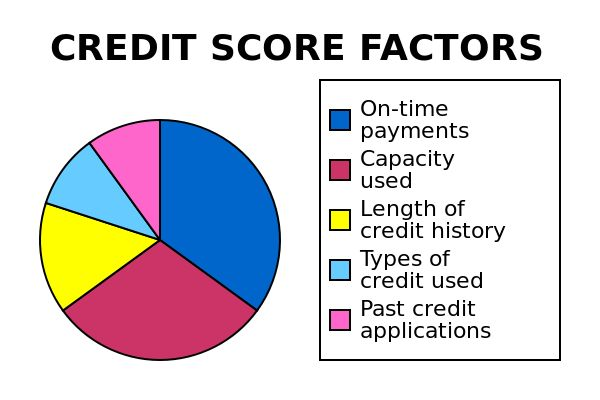 CREDIT SCORE FACTORS
On-time
payments
Capacity
used
Length of
credit history
Types of
credit used
Past credit
applications